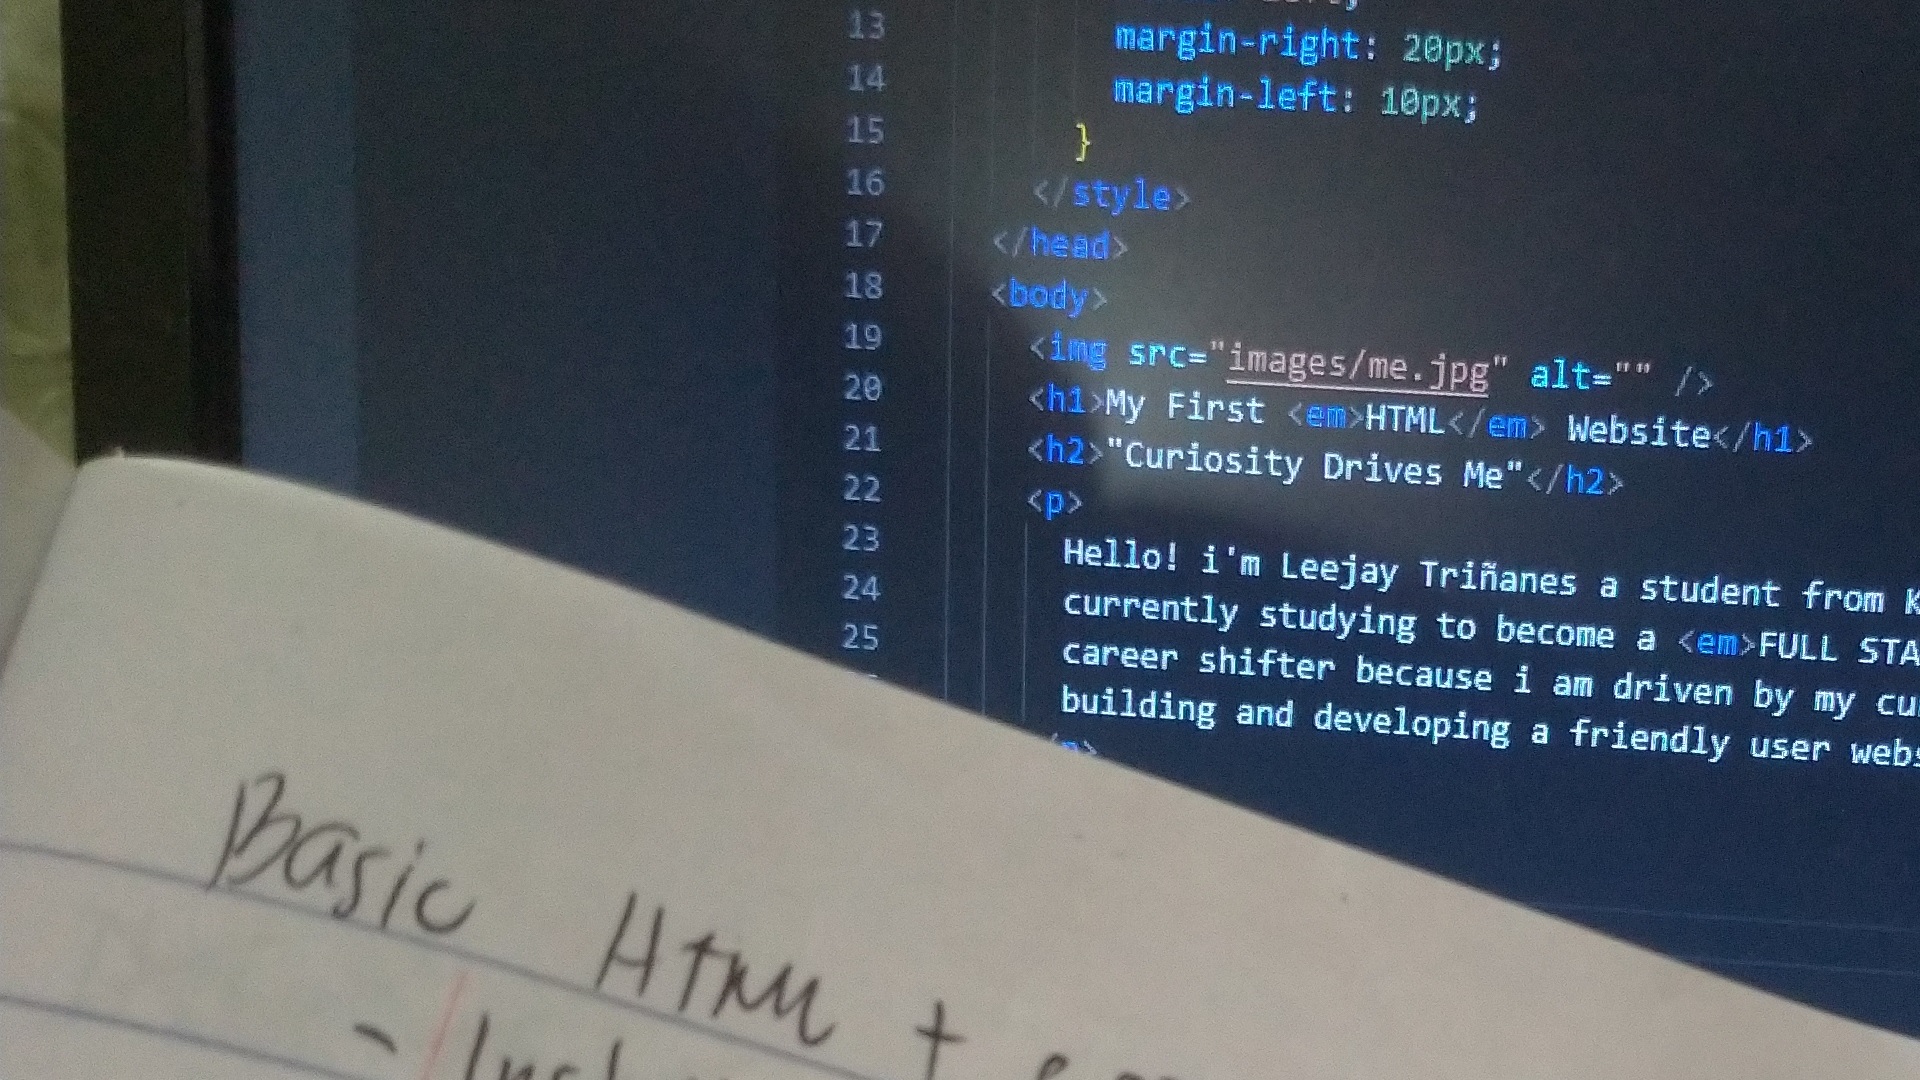 13
14 margin-right: 20px;
15 margin-left: 10px;
16 }
17 </style>
18 </head>
19 <body>
20 <img src="images/me.jpg" alt="" />
21 <h1>My First <em>HTML</em> Website</h1>
22 <h2>"Curiosity Drives Me"</h2>
23 <p>
24 Hello! i'm Leejay Triñanes a student from
25 currently studying to become a <em>FULL
career shifter because i am driven by my
building and developing a friendly user
Basic Html +
-